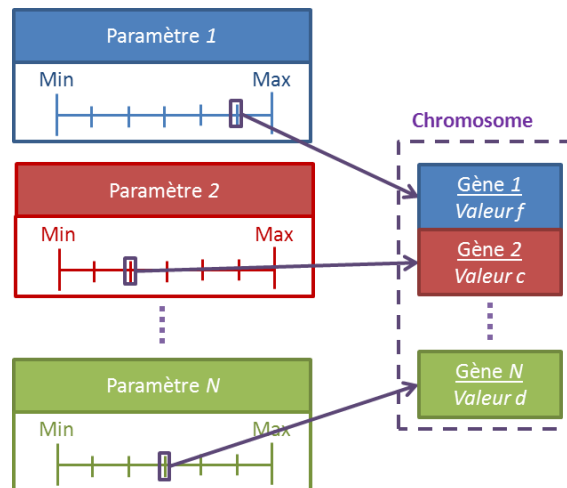 Paramètre 1
Min Max
Chromosome
Gène 1
Valeur f
Paramètre 2
Min Max
Gène 2
Valeur c
Paramètre N
Min Max
Gène N
Valeur d